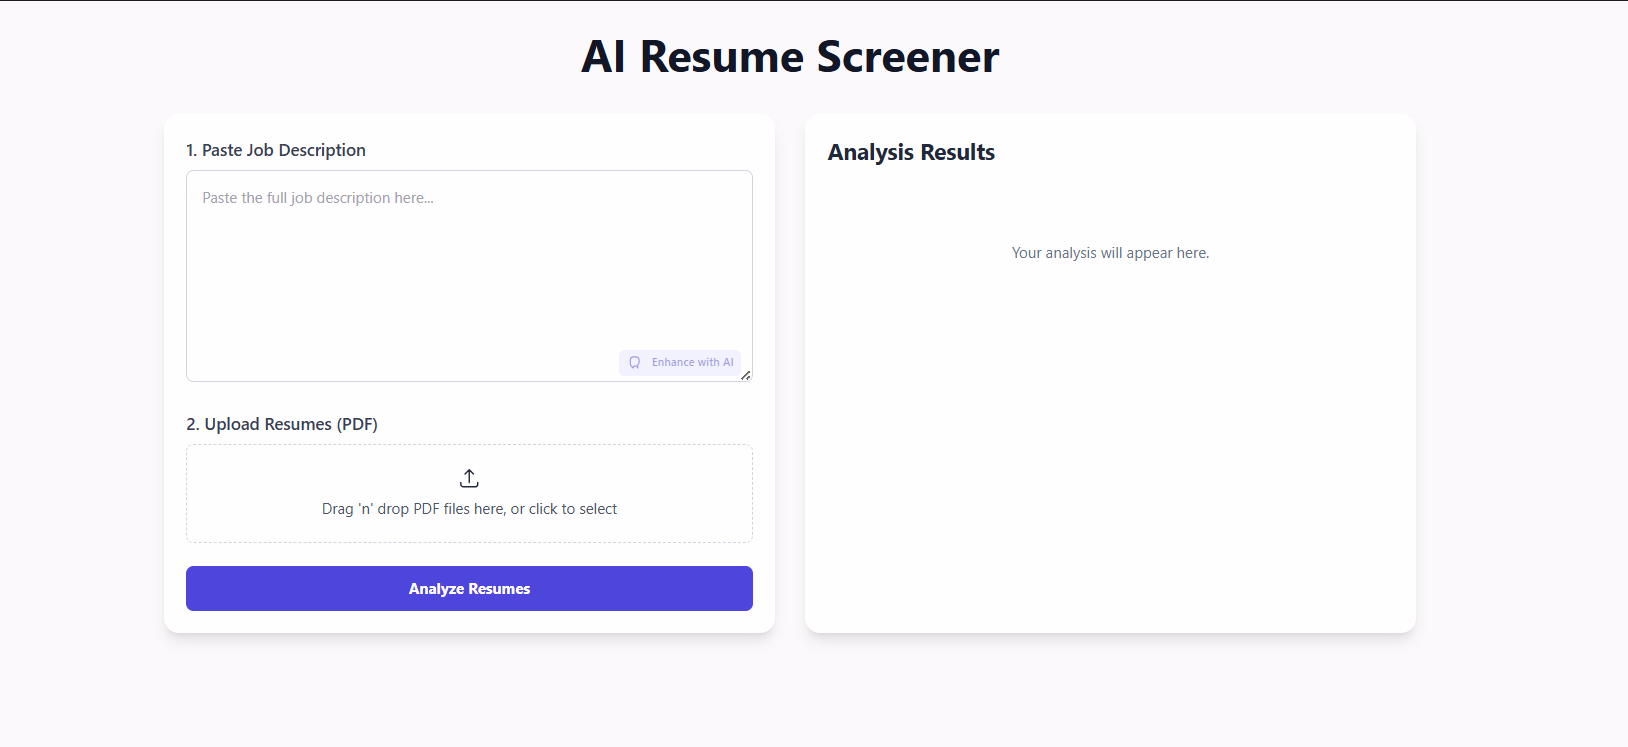 AI Resume Screener
1. Paste Job Description
Paste the full job description here...
Enhance with AI
2. Upload Resumes (PDF)
Drag 'n' drop PDF files here, or click to select
Analyze Resumes
Analysis Results
Your analysis will appear here.